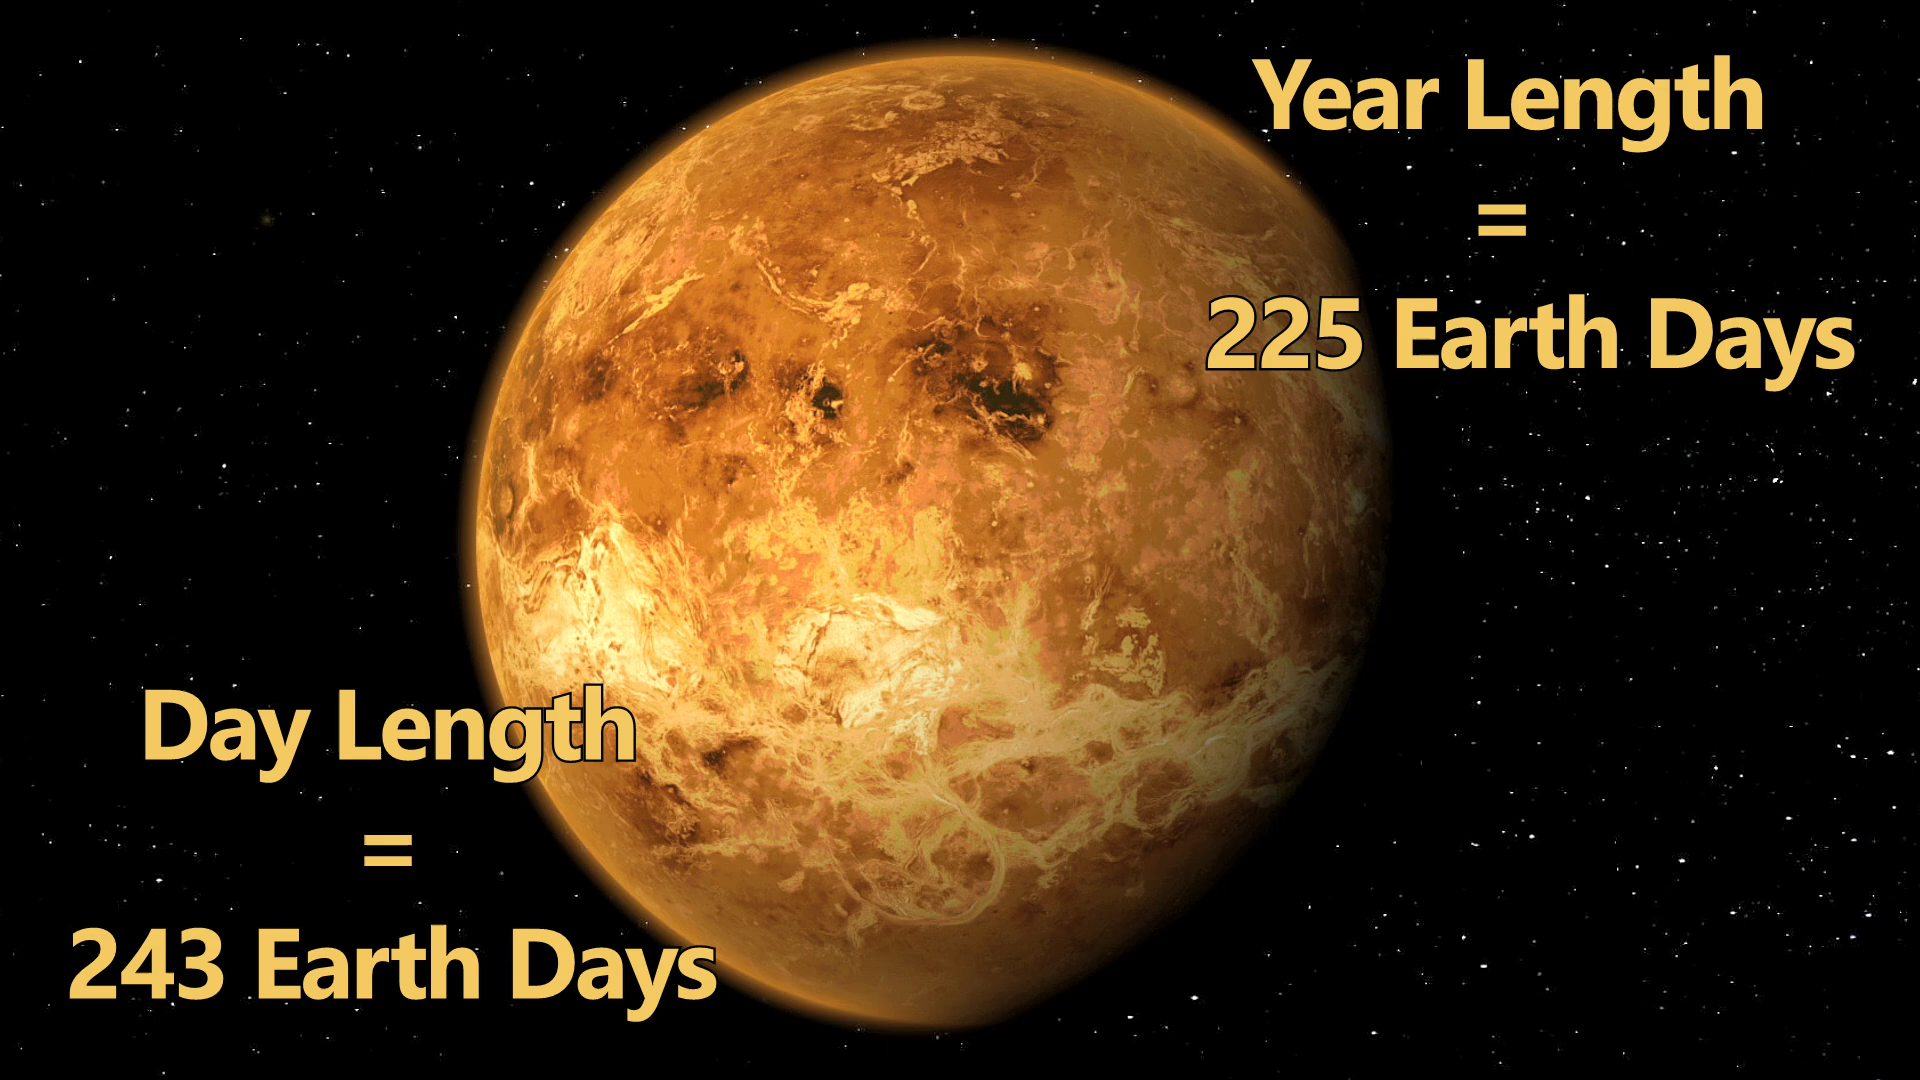 Year Length
=
225 Earth Days
Day Length
=
243 Earth Days